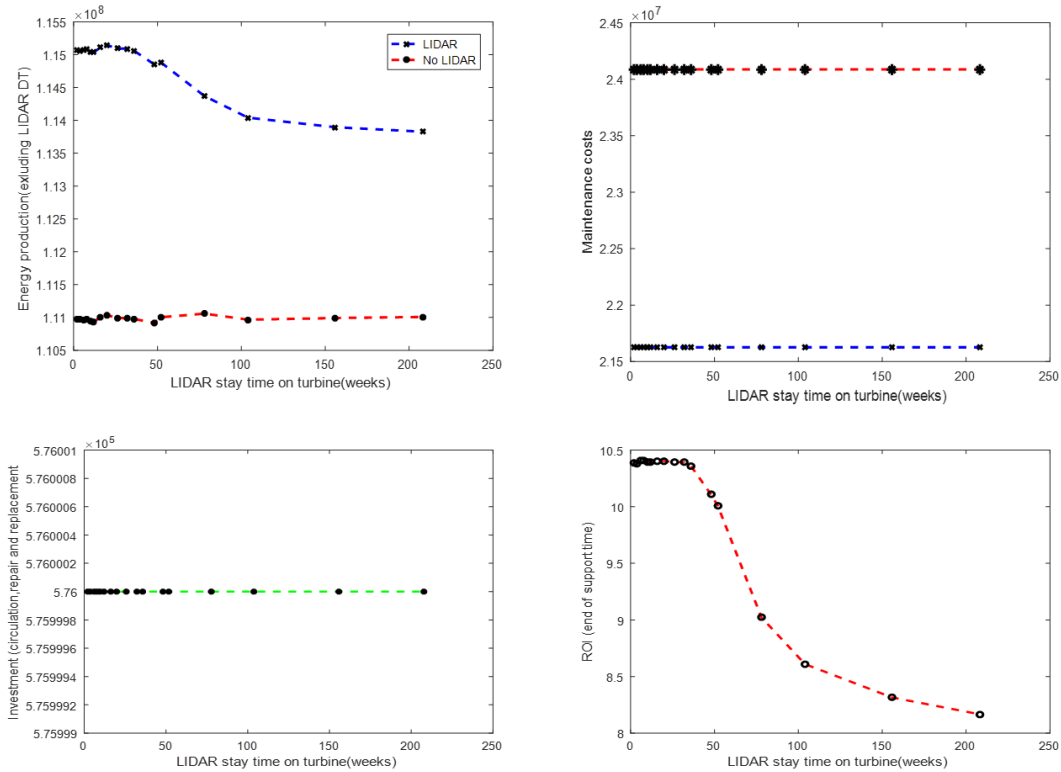 ×10^8
1.155
1.15
1.145
1.14
1.135
1.13
1.125
1.12
1.115
1.11
1.105
0 50 100 150 200 250
Energy production(exluding LIDAR DT)
LIDAR stay time on turbine(weeks)
LIDAR
No LIDAR
×10^7
2.45
2.4
2.35
2.3
2.25
2.2
2.15
0 50 100 150 200 250
Maintenance costs
LIDAR stay time on turbine(weeks)
×10^5
5.76001
5.760008
5.760006
5.760004
5.760002
5.76
5.759998
5.759996
5.759994
5.759992
5.75999
0 50 100 150 200 250
Investment (circulation,repair and replacement
LIDAR stay time on turbine(weeks)
10.5
10
9.5
9
8.5
8
0 50 100 150 200 250
ROI (end of support time)
LIDAR stay time on turbine(weeks)